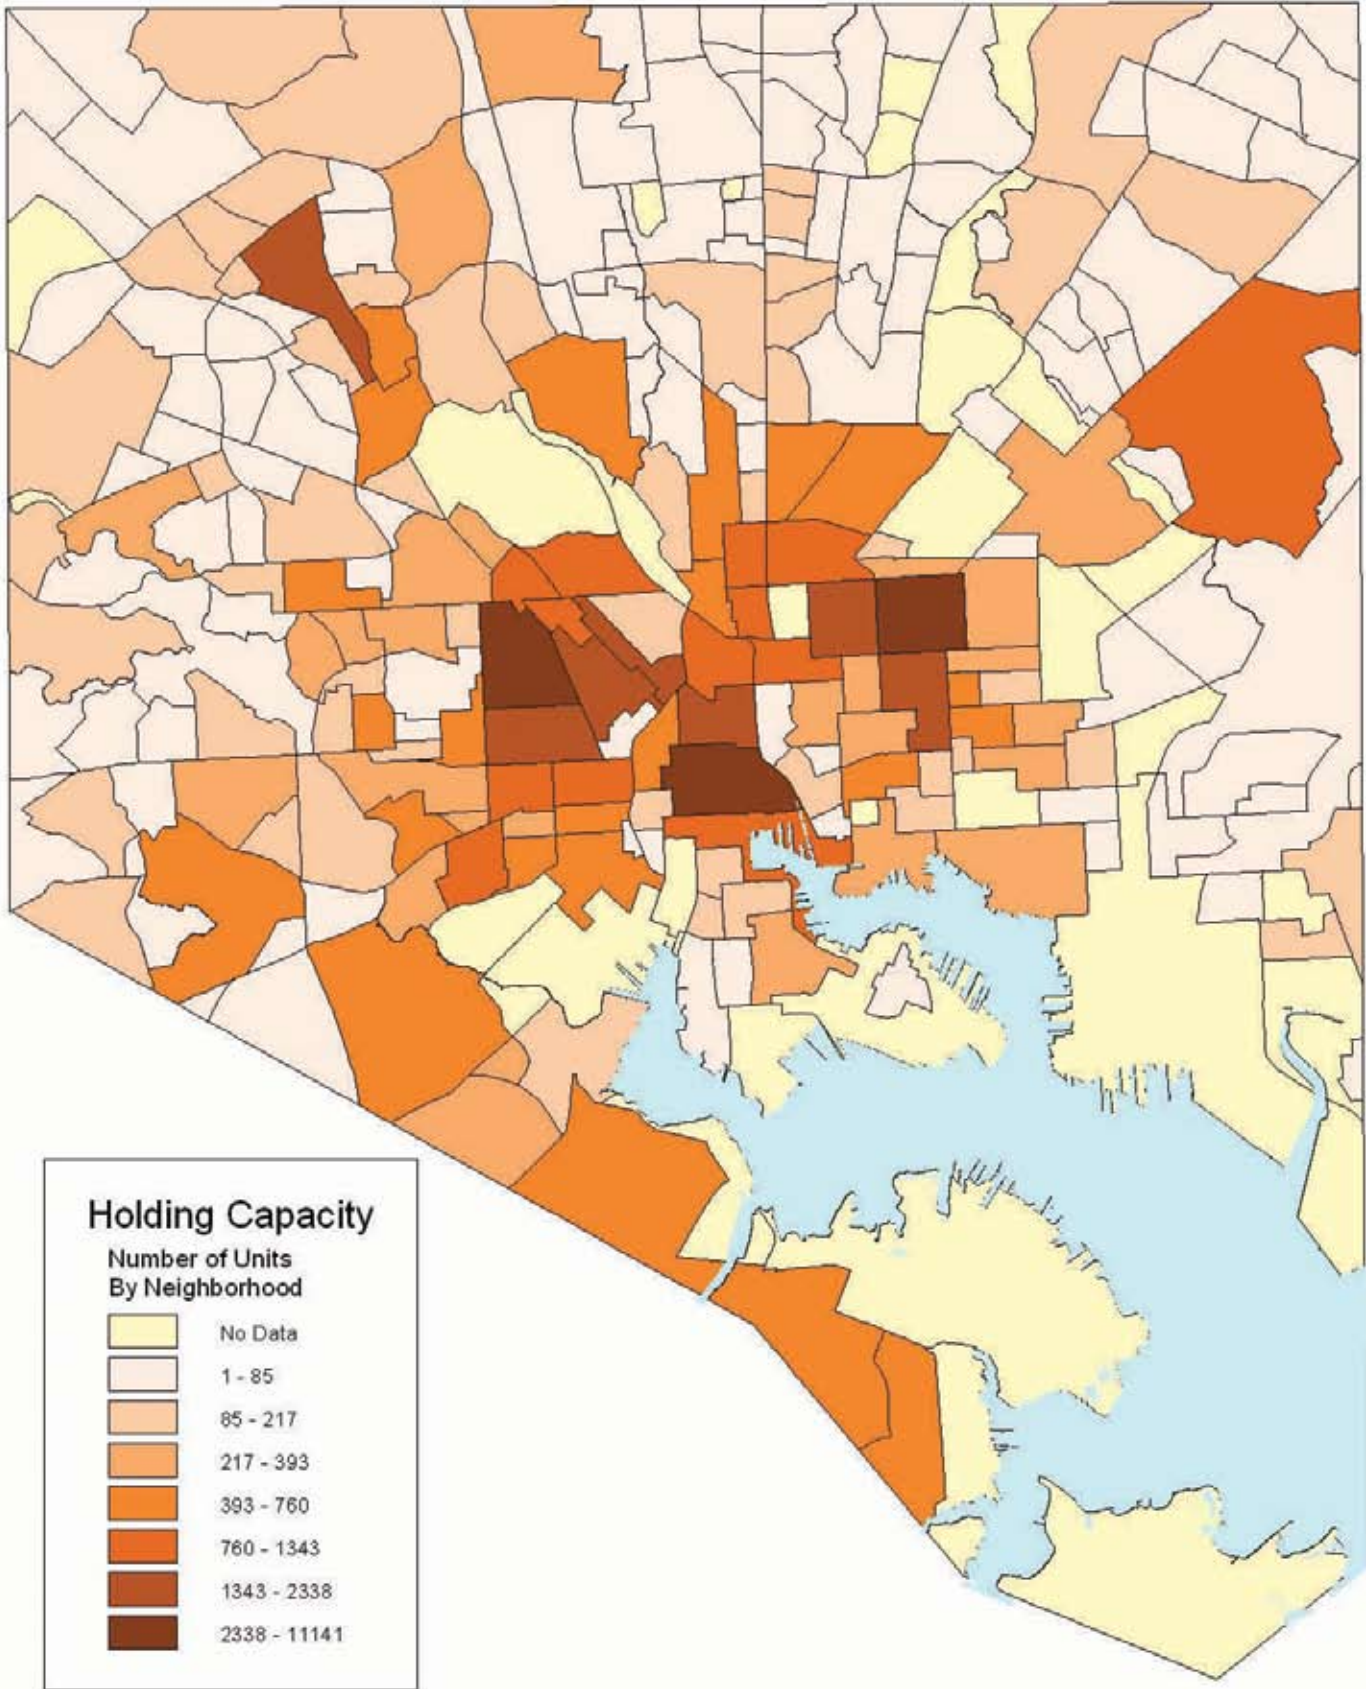 Holding Capacity
Number of Units
By Neighborhood
No Data
1 - 85
85 - 217
217 - 393
393 - 760
760 - 1343
1343 - 2338
2338 - 11141